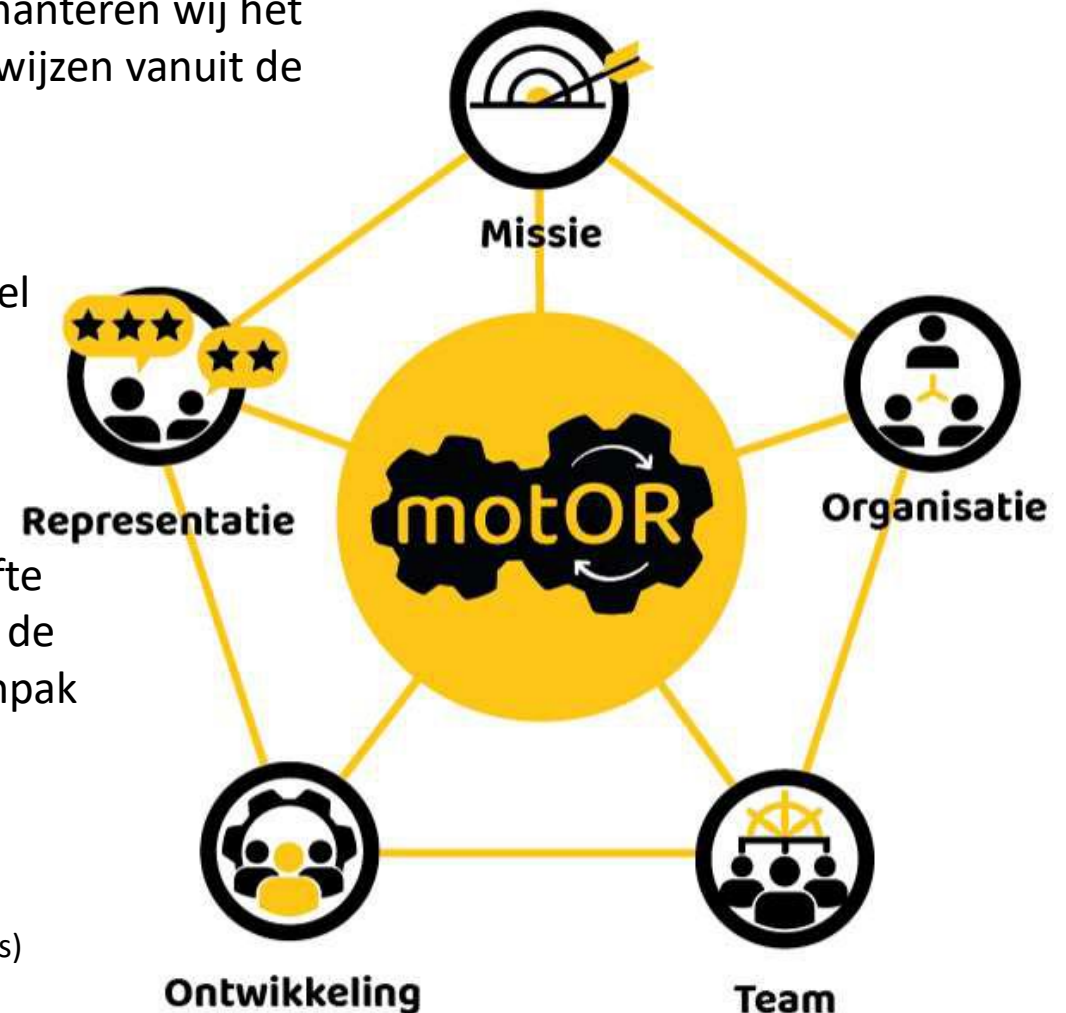 hanteren wij het
wijzen vanuit de
Missie
el
motOR
Representatie
Organisatie
fte
de
npak
s)
Ontwikkeling
Team